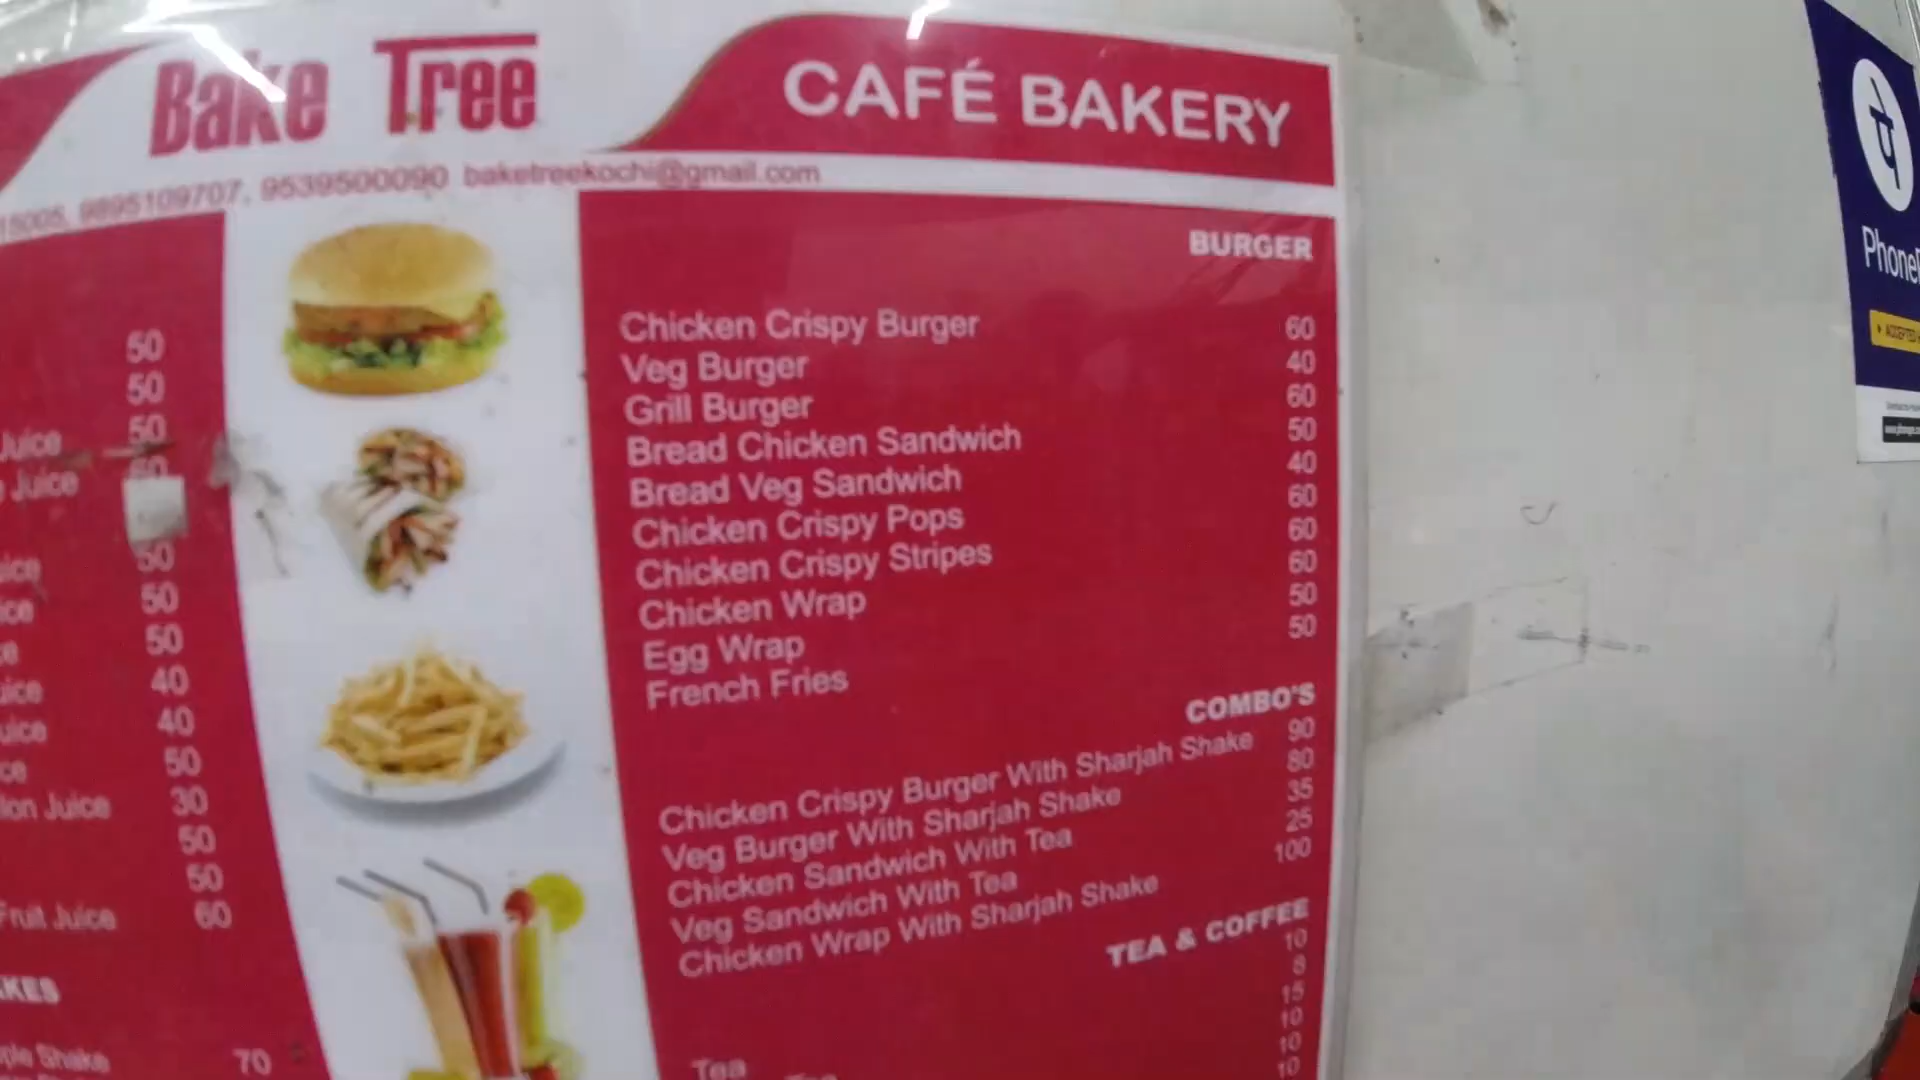 Bake Tree
CAFÉ BAKERY
15005, 9895109707, 9539500090 baketreekochi@gmail.com
50
50
Juice 50
Juice
50
50
50
40
40
50
Juice 30
50
50
Fruit Juice 60
Shake 70
BURGER
Chicken Crispy Burger 60
Veg Burger 40
Grill Burger 60
Bread Chicken Sandwich 50
Bread Veg Sandwich 40
Chicken Crispy Pops 60
Chicken Crispy Stripes 60
Chicken Wrap 60
Egg Wrap 50
French Fries 50
COMBO'S
Chicken Crispy Burger With Sharjah Shake 90
Veg Burger With Sharjah Shake 80
Chicken Sandwich With Tea 35
Veg Sandwich With Tea 25
Chicken Wrap With Sharjah Shake 100
TEA & COFFEE
Tea 10
Tea 8
15
10
10
10
पे
Phone
ACCEPTED